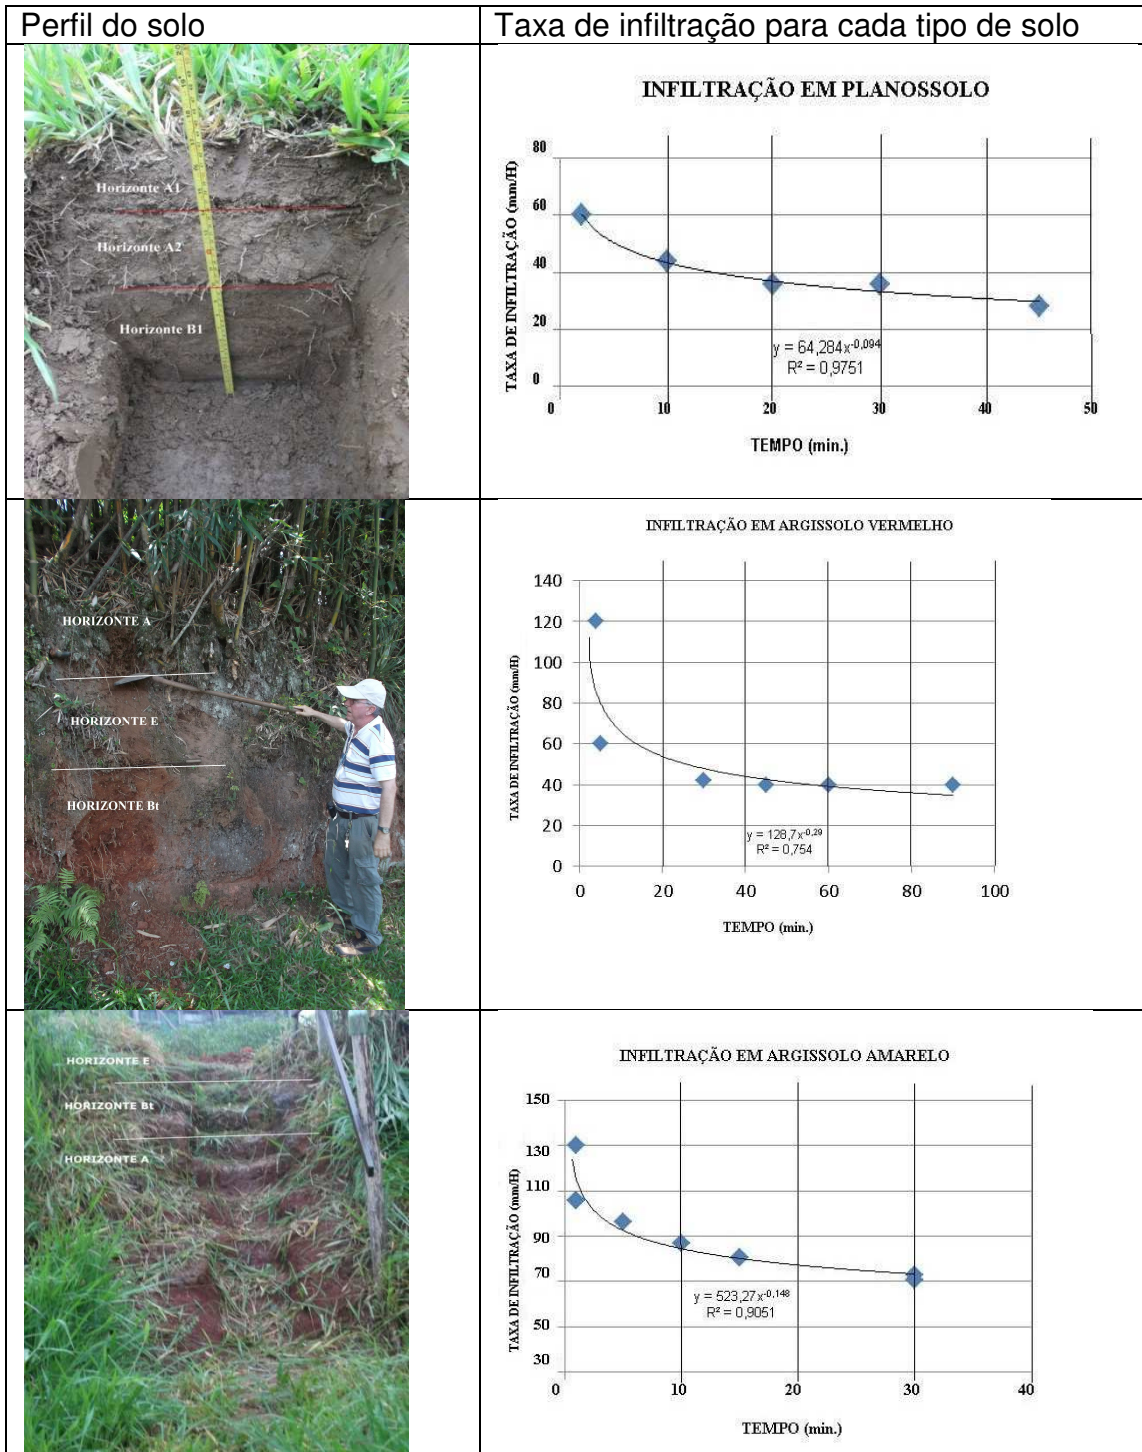 Perfil do solo
Taxa de infiltração para cada tipo de solo
Horizonte A1
Horizonte A2
Horizonte B1
INFILTRAÇÃO EM PLANOSSOLO
TAXA DE INFILTRAÇÃO (mm/H)
80
60
40
20
0
y = 64,284x-0,094
R² = 0,9751
0 10 20 30 40 50
TEMPO (min.)
HORIZONTE A
HORIZONTE E
HORIZONTE Bt
INFILTRAÇÃO EM ARGISSOLO VERMELHO
TAXA DE INFILTRAÇÃO (mm/H)
140
120
100
80
60
40
20
0
y = 128,7x-0,29
R² = 0,754
0 20 40 60 80 100
TEMPO (min.)
HORIZONTE E
HORIZONTE Bt
HORIZONTE A
INFILTRAÇÃO EM ARGISSOLO AMARELO
TAXA DE INFILTRAÇÃO (mm/H)
150
130
110
90
70
50
30
y = 523,27x-0,148
R² = 0,9051
0 10 20 30 40
TEMPO (min.)